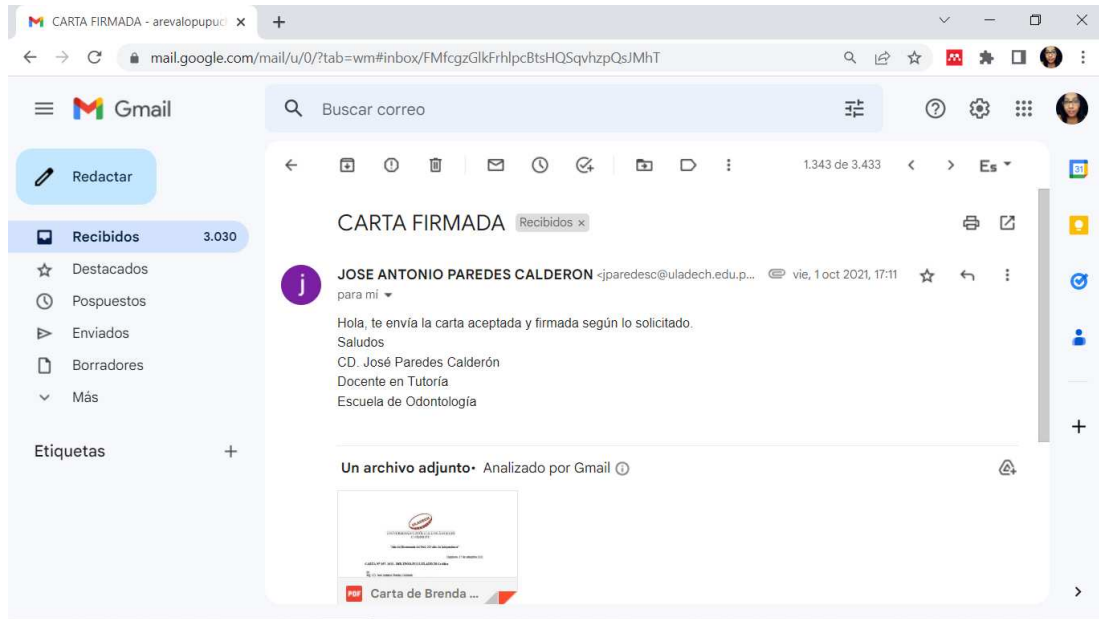 CARTA FIRMADA - arevalopupuc
mail.google.com/mail/u/0/?tab=wm#inbox/FMfcgzGlkFrhlpcBtsHQSqvhzpQsJMhT
Gmail
Buscar correo
Redactar
1.343 de 3.433
Es
31
CARTA FIRMADA Recibidos ×
Recibidos 3.030
Destacados
Pospuestos
Enviados
Borradores
Más
Etiquetas
j
JOSE ANTONIO PAREDES CALDERON <jparedesc@uladech.edu.p... vie, 1 oct 2021, 17:11
para mí
Hola, te envía la carta aceptada y firmada según lo solicitado.
Saludos
CD. José Paredes Calderón
Docente en Tutoría
Escuela de Odontología
Un archivo adjunto • Analizado por Gmail
PDF Carta de Brenda ...